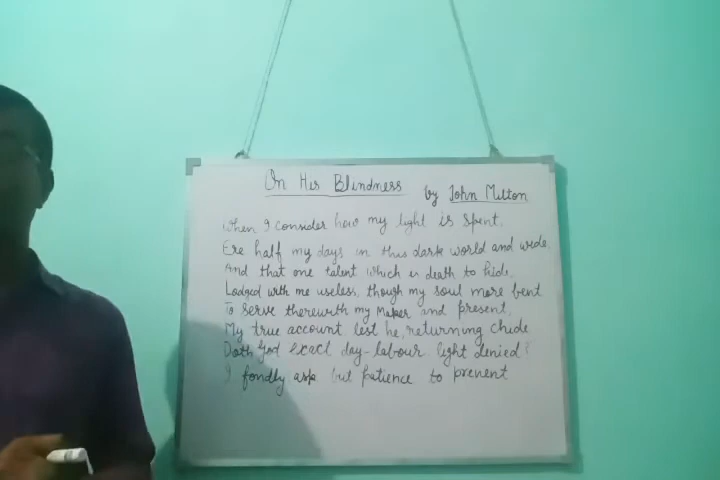 On His Blindness by John Milton
When I consider how my light is spent,
Ere half my days in this dark world and wide
And that one talent which is death to hide,
Lodged with me useless, though my soul more bent
To serve therewith my Maker and present,
My true account lest he, returning chide
Doth God exact day-labour light denied?
I fondly ask but patience to prevent